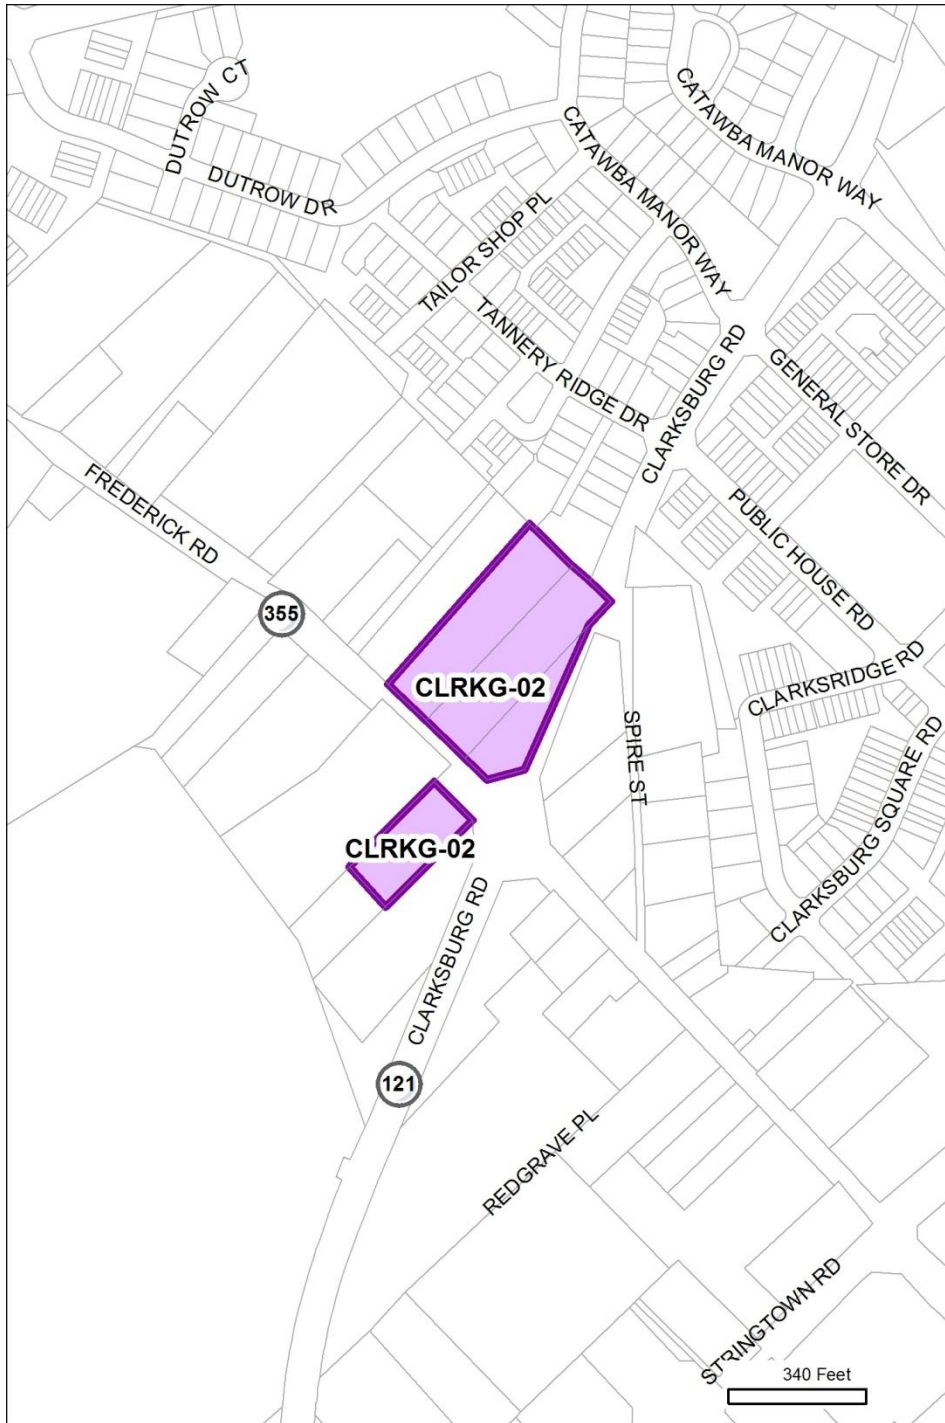 DUTROW CT
CATAWBA MANOR WAY
CATAWBA MANOR WAY
DUTROW DR
TAILOR SHOP PL
TANNERY RIDGE DR
CLARKSBURG RD
GENERAL STORE DR
FREDERICK RD
PUBLIC HOUSE RD
355
CLARKSRIDGE RD
CLRKG-02
SPIRE ST
CLARKSBURG SQUARE RD
CLRKG-02
CLARKSBURG RD
121
REDGRAVE PL
STRINGTOWN RD
340 Feet